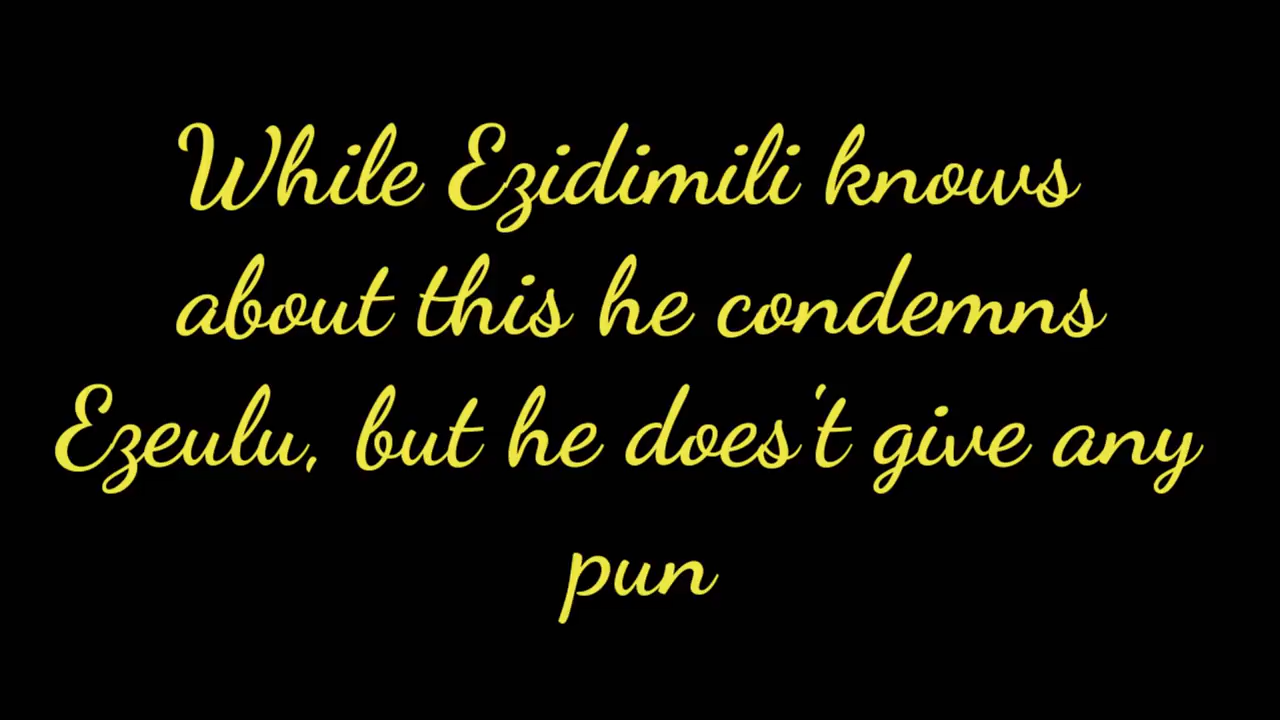 While Ezidimili knows
about this he condemns
Ezeulu, but he does't give any
pun